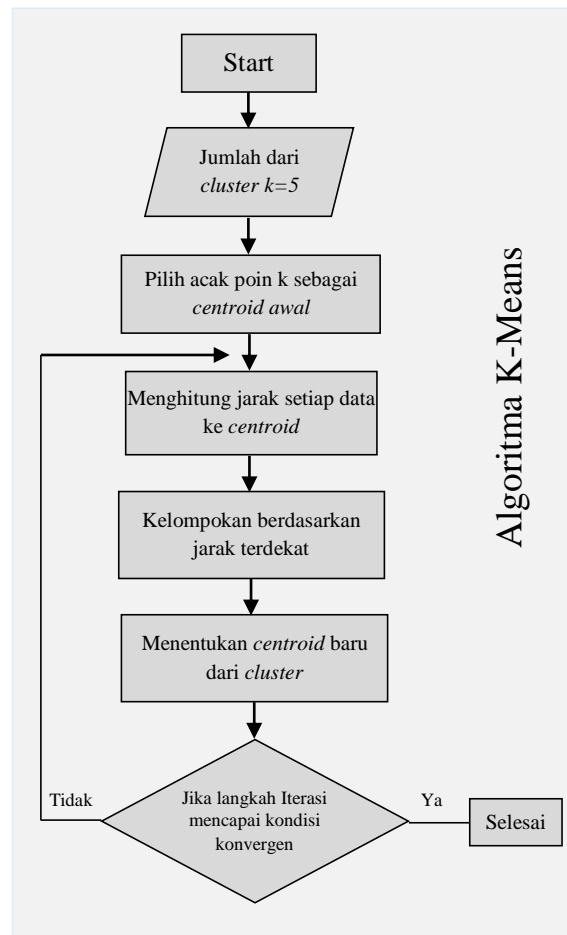 Start
Jumlah dari
cluster k=5
Pilih acak poin k sebagai
centroid awal
Menghitung jarak setiap data
ke centroid
Kelompokan berdasarkan
jarak terdekat
Menentukan centroid baru
dari cluster
Jika langkah Iterasi
mencapai kondisi
konvergen
Tidak
Ya
Selesai
Algoritma K-Means